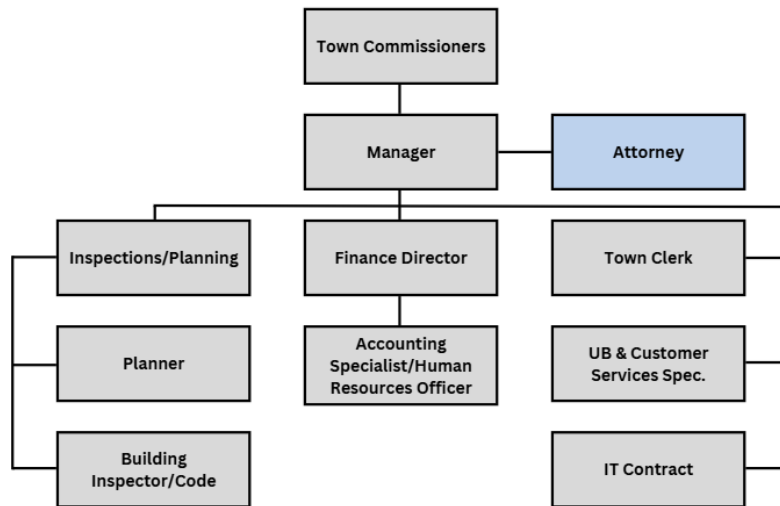 Town Commissioners
Manager
Attorney
Inspections/Planning
Finance Director
Town Clerk
Planner
Accounting
Specialist/Human
Resources Officer
UB & Customer
Services Spec.
Building
Inspector/Code
IT Contract